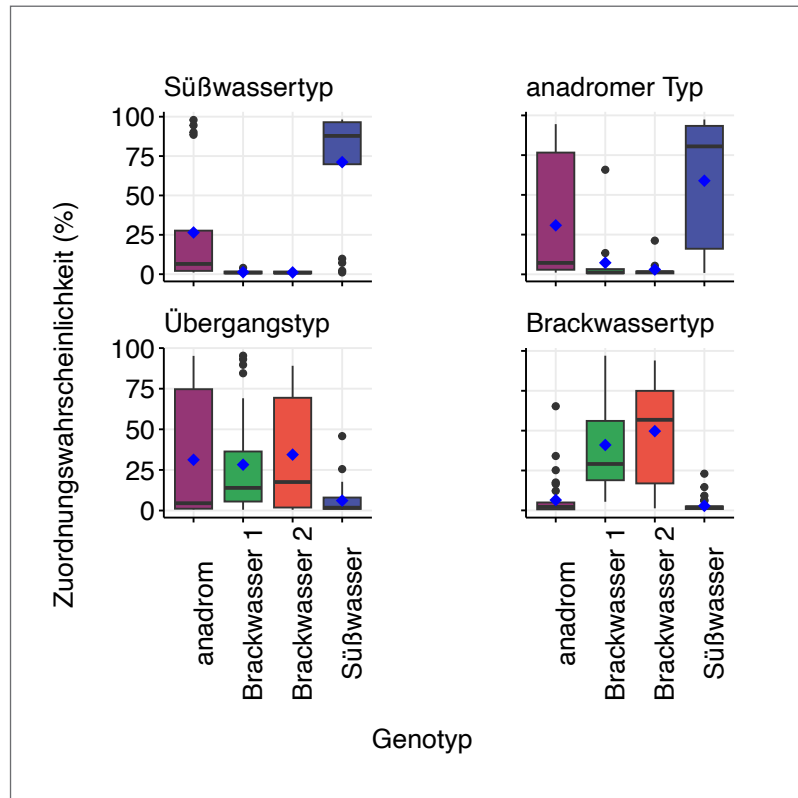 Süßwassertyp
anadromer Typ
100
75
50
25
0
Übergangstyp
Brackwassertyp
100
75
50
25
0
Zuordnungswahrscheinlichkeit (%)
anadrom
Brackwasser 1
Brackwasser 2
Süßwasser
anadrom
Brackwasser 1
Brackwasser 2
Süßwasser
Genotyp